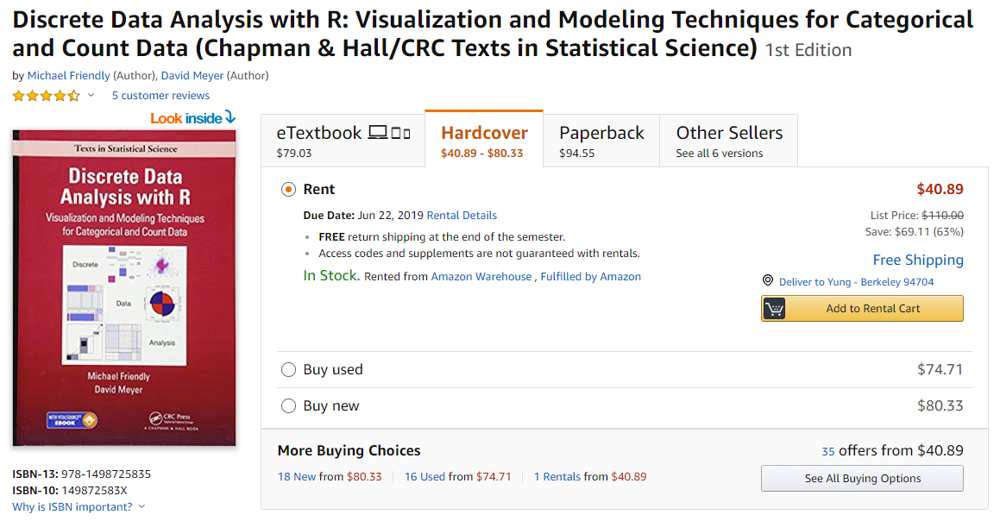 Discrete Data Analysis with R: Visualization and Modeling Techniques for Categorical
and Count Data (Chapman & Hall/CRC Texts in Statistical Science) 1st Edition
by Michael Friendly (Author), David Meyer (Author)
5 customer reviews
Look inside
Texts in Statistical Science
Discrete Data
Analysis with R
Visualization and Modeling Techniques
for Categorical and Count Data
Discrete
Data
Analysis
Michael Friendly
David Meyer
WITH VITALSOURCE®
EBOOK
CRC Press
Taylor & Francis Group
A CHAPMAN & HALL BOOK
ISBN-13: 978-1498725835
ISBN-10: 149872583X
Why is ISBN important?
eTextbook
$79.03
Hardcover
$40.89 - $80.33
Paperback
$94.55
Other Sellers
See all 6 versions
Rent
$40.89
Due Date: Jun 22, 2019 Rental Details
List Price: $110.00
Save: $69.11 (63%)
• FREE return shipping at the end of the semester.
• Access codes and supplements are not guaranteed with rentals.
Free Shipping
In Stock. Rented from Amazon Warehouse , Fulfilled by Amazon
Deliver to Yung - Berkeley 94704
Add to Rental Cart
Buy used
$74.71
Buy new
$80.33
More Buying Choices
35 offers from $40.89
18 New from $80.33
16 Used from $74.71
1 Rentals from $40.89
See All Buying Options